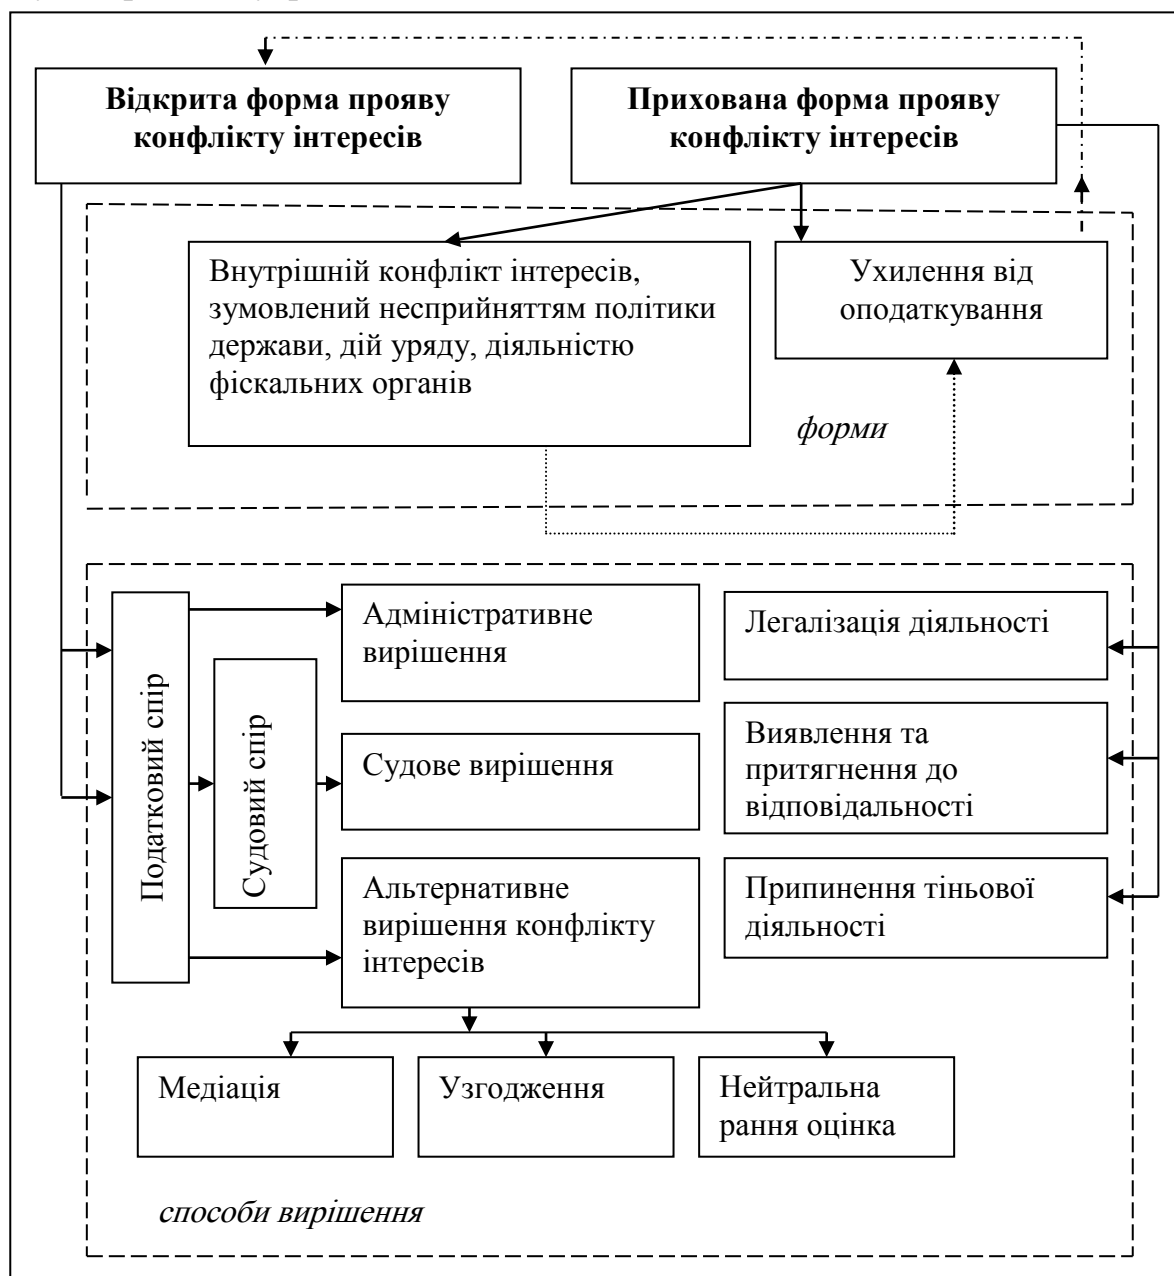 Відкрита форма прояву
конфлікту інтересів
Прихована форма прояву
конфлікту інтересів
Внутрішній конфлікт інтересів,
зумовлений несприйняттям політики
держави, дій уряду, діяльністю
фіскальних органів
Ухилення від
оподаткування
форми
Податковий спір
Судовий спір
Адміністративне
вирішення
Судове вирішення
Альтернативне
вирішення конфлікту
інтересів
Легалізація діяльності
Виявлення та
притягнення до
відповідальності
Припинення тіньової
діяльності
Медіація
Узгодження
Нейтральна
рання оцінка
способи вирішення